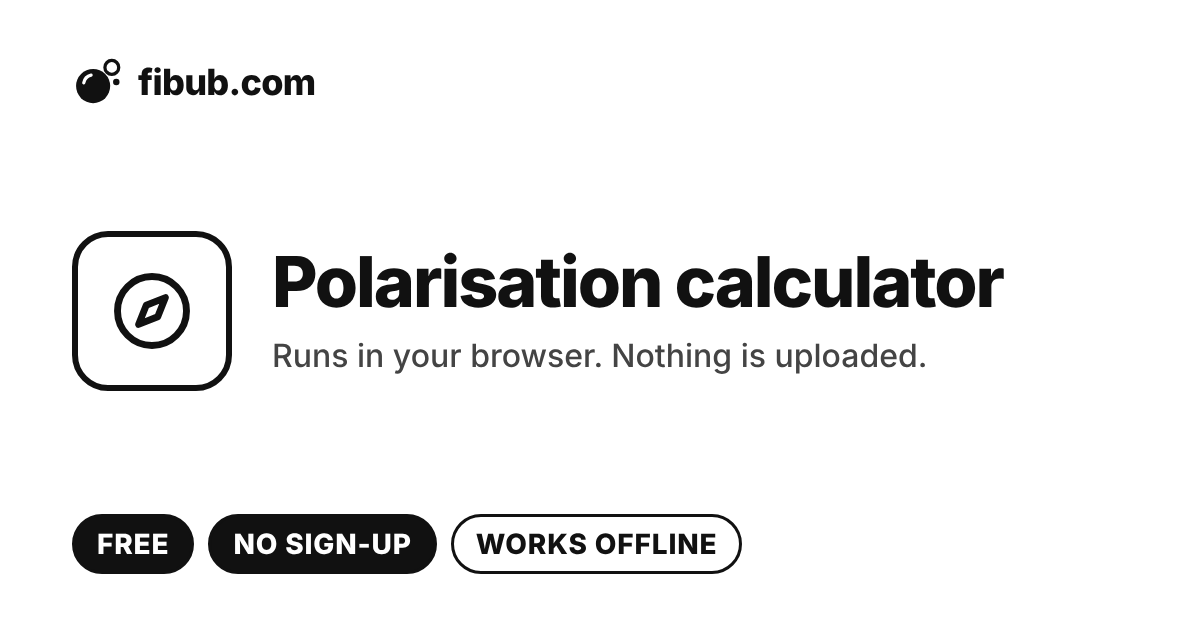 fibub.com
Polarisation calculator
Runs in your browser. Nothing is uploaded.
FREE
NO SIGN-UP
WORKS OFFLINE